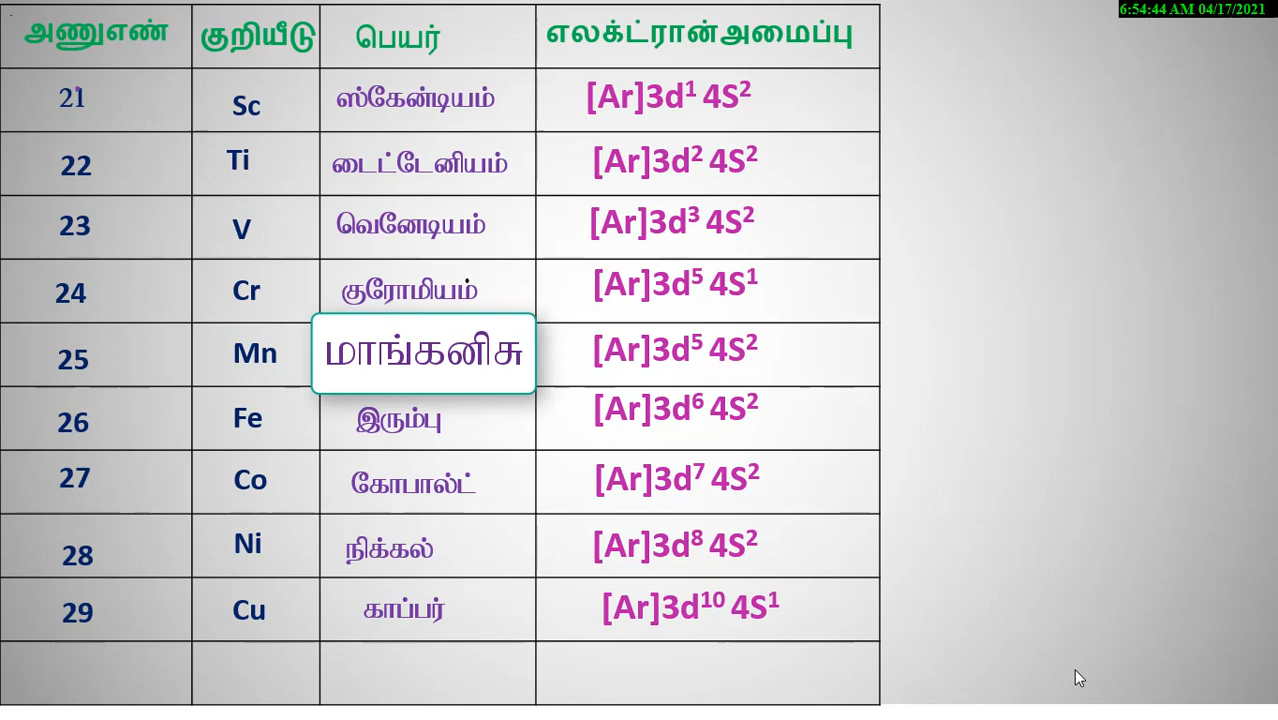 6:54:44 AM 04/17/2021
அணுஎண் குறியீடு பெயர் எலக்ட்ரான்அமைப்பு
21 Sc ஸ்கேன்டியம் [Ar]3d¹ 4S²
22 Ti டைட்டேனியம் [Ar]3d² 4S²
23 V வெனேடியம் [Ar]3d³ 4S²
24 Cr குரோமியம் [Ar]3d⁵ 4S¹
25 Mn மாங்கனிசு [Ar]3d⁵ 4S²
26 Fe இரும்பு [Ar]3d⁶ 4S²
27 Co கோபால்ட் [Ar]3d⁷ 4S²
28 Ni நிக்கல் [Ar]3d⁸ 4S²
29 Cu காப்பர் [Ar]3d¹⁰ 4S¹